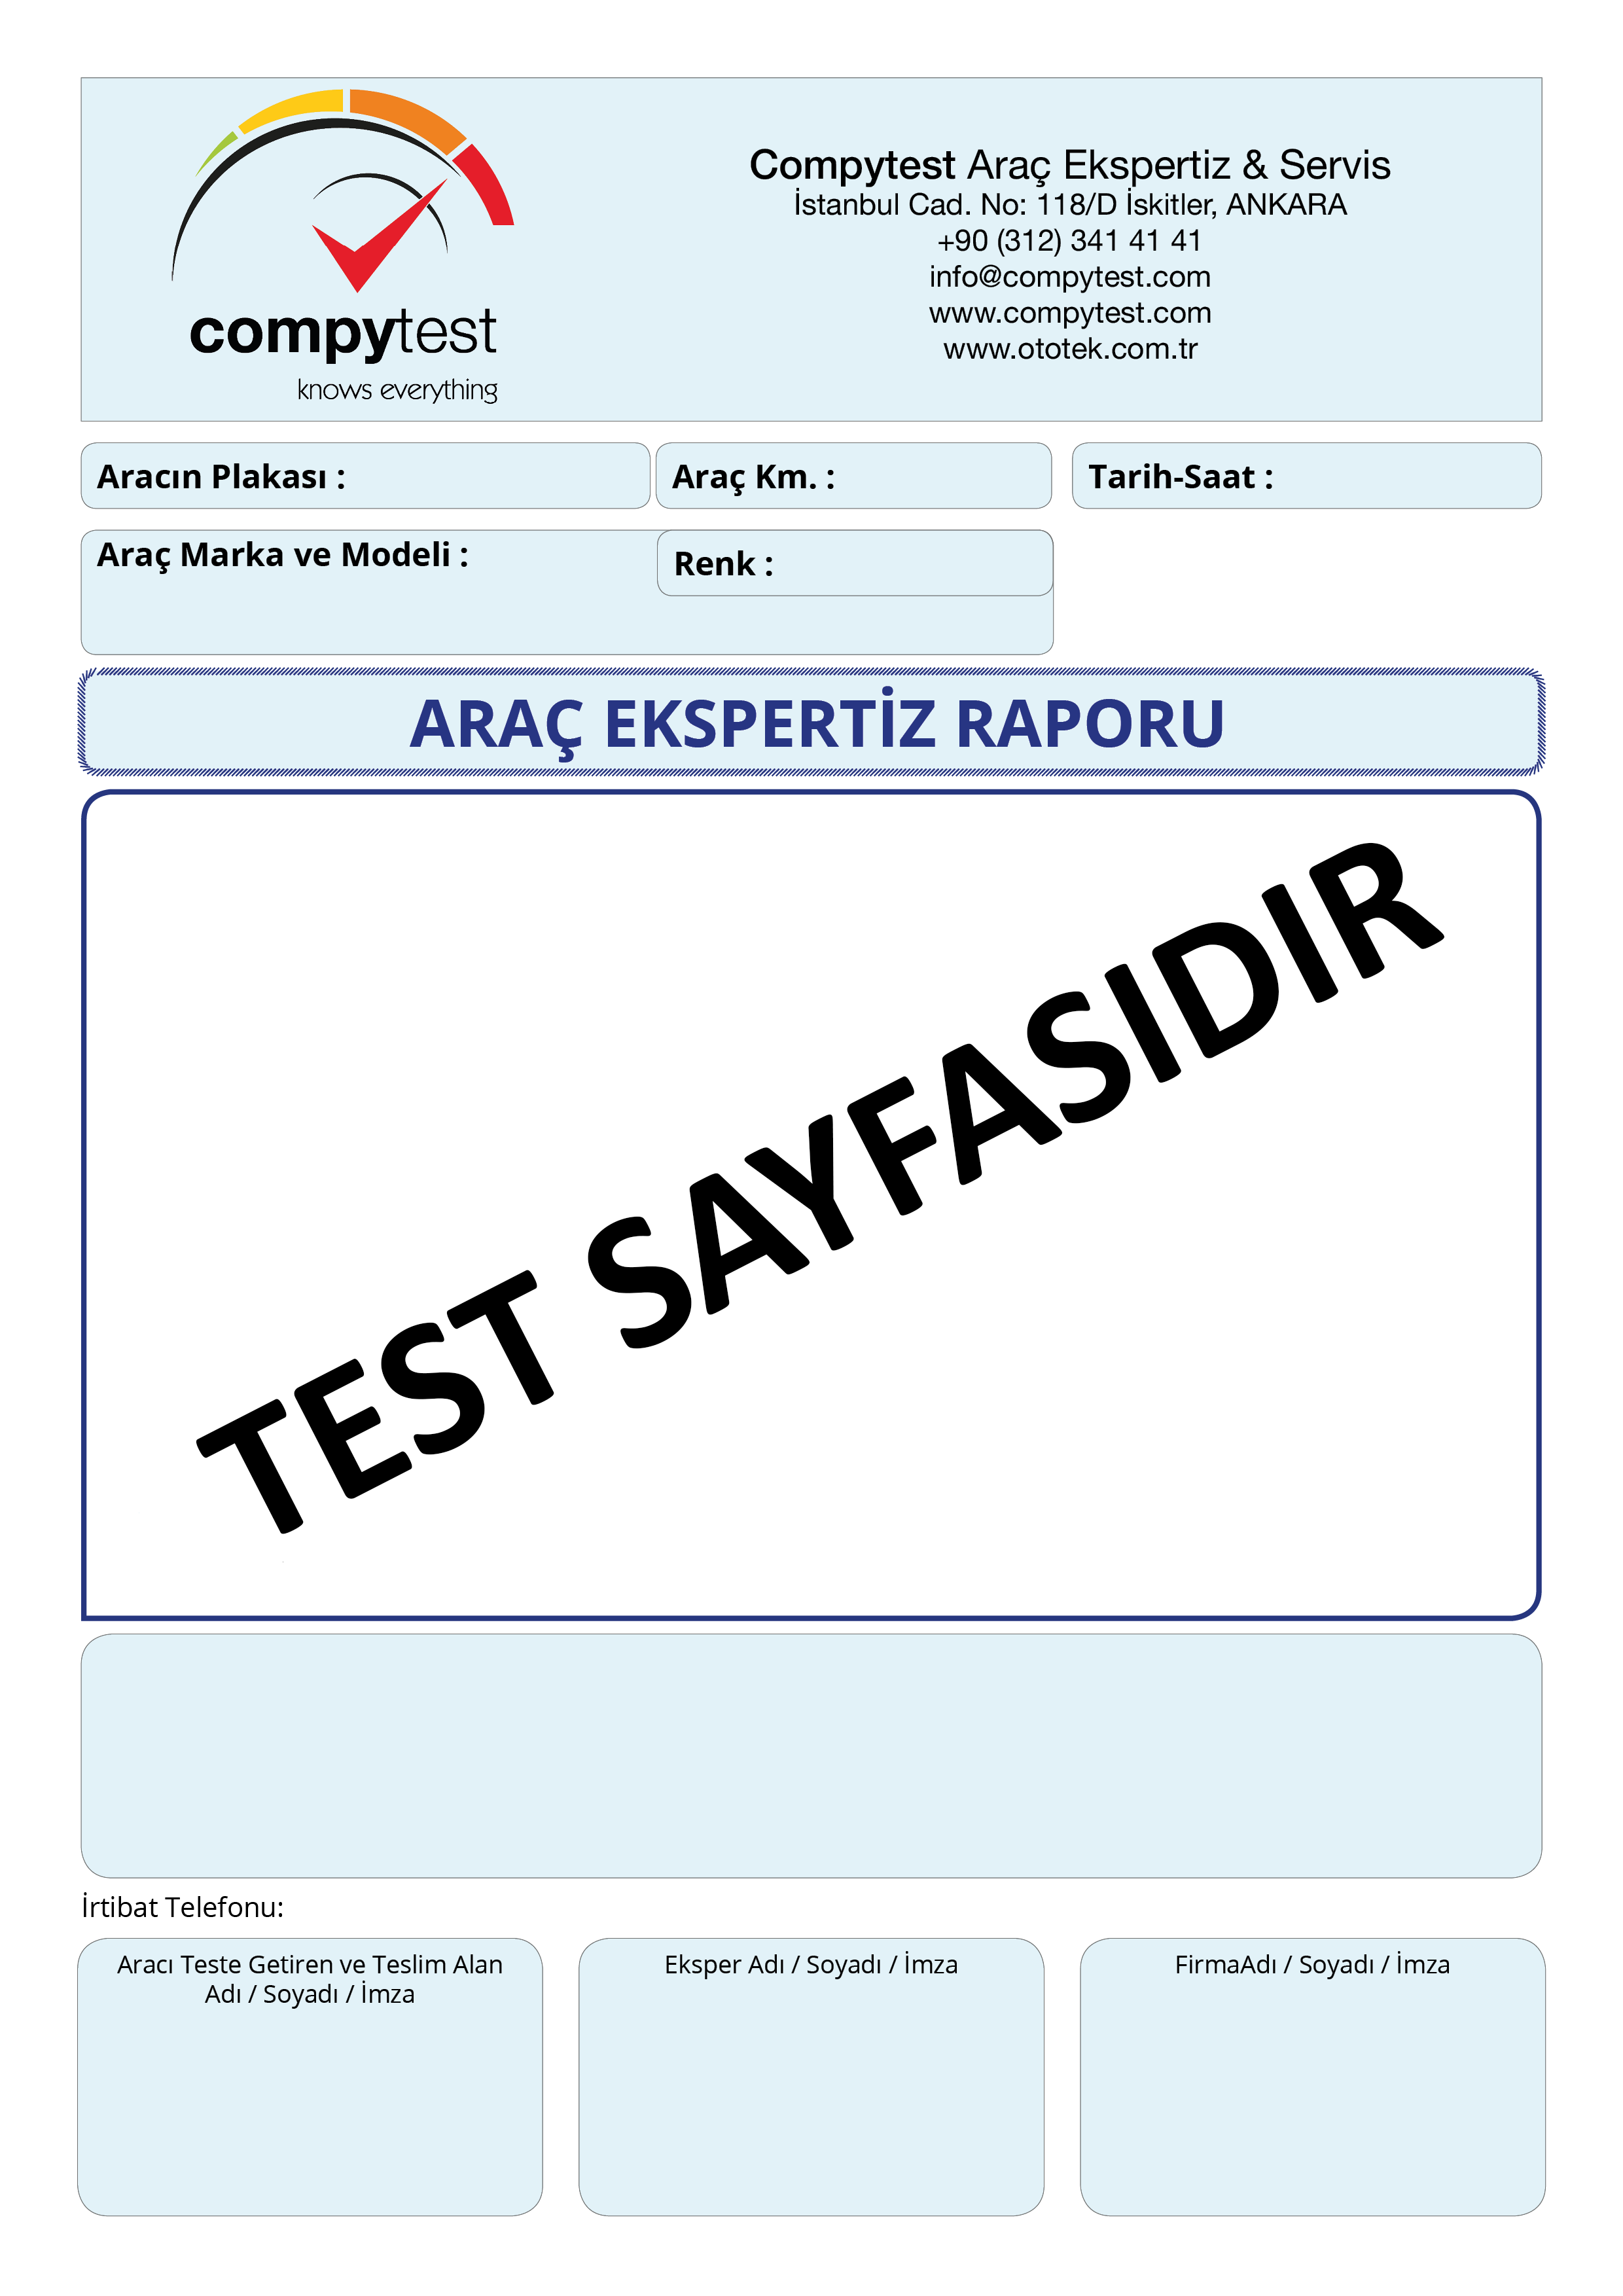 compytest
knows everything
Compytest Araç Ekspertiz & Servis
İstanbul Cad. No: 118/D İskitler, ANKARA
+90 (312) 341 41 41
info@compytest.com
www.compytest.com
www.ototek.com.tr
Aracın Plakası :
Araç Km. :
Tarih-Saat :
Araç Marka ve Modeli :
Renk :
ARAÇ EKSPERTİZ RAPORU
TEST SAYFASIDIR
İrtibat Telefonu:
Aracı Teste Getiren ve Teslim Alan
Adı / Soyadı / İmza
Eksper Adı / Soyadı / İmza
FirmaAdı / Soyadı / İmza